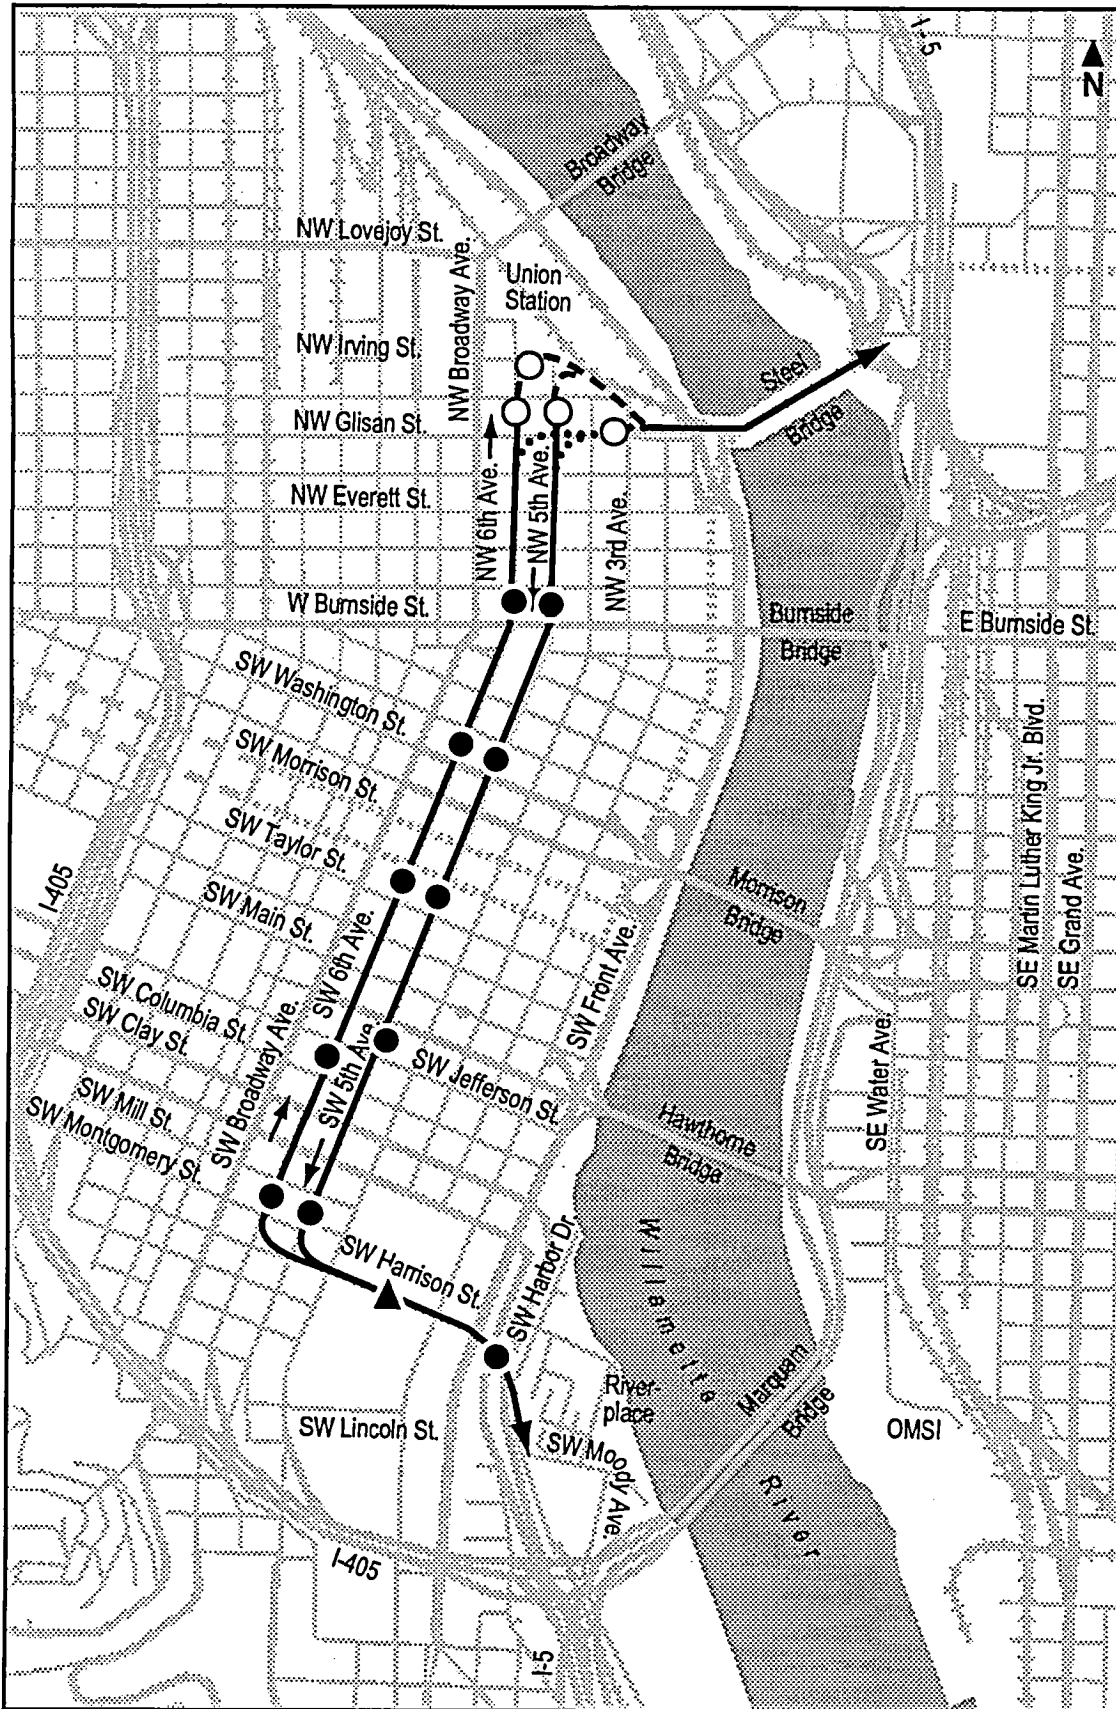 I-5
N
Broadway
Bridge
NW Lovejoy St.
NW Broadway Ave.
Union
Station
NW Irving St.
Steel
Bridge
NW Glisan St.
NW 6th Ave.
NW 5th Ave.
NW Everett St.
NW 3rd Ave.
W Burnside St.
Burnside
Bridge
E Burnside St.
SW Washington St.
SW Morrison St.
SW Taylor St.
SW Main St.
I-405
SW 6th Ave.
SW Front Ave.
Morrison
Bridge
SE Martin Luther King Jr. Blvd.
SE Grand Ave.
SW Columbia St.
SW Clay St.
SW Broadway Ave.
SW 5th Ave.
SW Jefferson St.
SE Water Ave.
SW Mill St.
SW Montgomery St.
Hawthorne
Bridge
SW Harrison St.
SW Harbor Dr.
Willamette
River
River-
place
Marquam
Bridge
OMSI
SW Lincoln St.
SW Moody Ave.
I-405
I-5